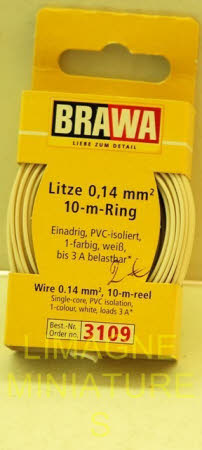 BRAWA
LIEBE ZUM DETAIL
Litze 0,14 mm²
10-m-Ring
Einadrig, PVC-isoliert,
1-farbig, weiß,
bis 3 A belastbar*
Wire 0.14 mm², 10-m-reel
Single-core, PVC isolation,
1-colour, white, loads 3 A*
Best.-Nr.
Order no. 3109
LIMAGNE
MINIATURE
S